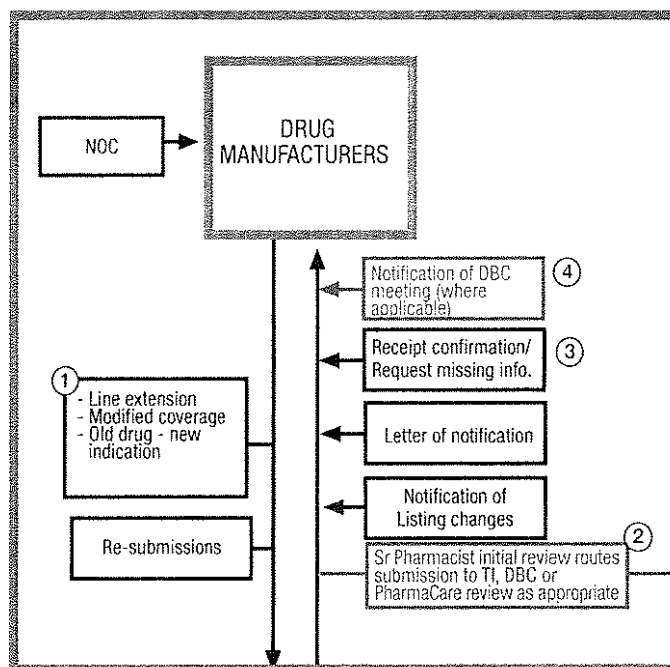 DRUG
MANUFACTURERS
NOC
Notification of DBC
meeting (where
applicable)
4
Receipt confirmation/
Request missing info.
3
1
- Line extension
- Modified coverage
- Old drug - new
indication
Letter of notification
Notification of
Listing changes
Re-submissions
2
Sr Pharmacist initial review routes
submission to TI, DBC or
PharmaCare review as appropriate